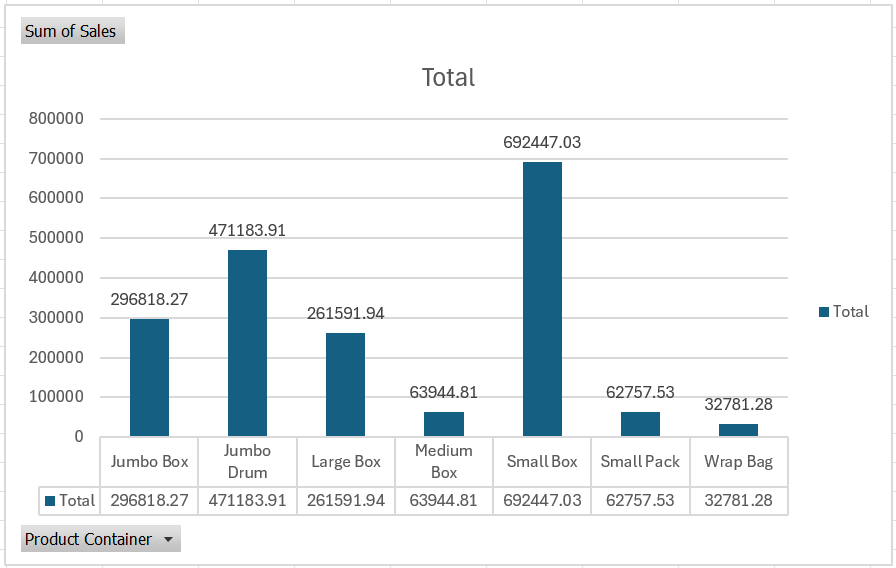 Sum of Sales
Total
800000
700000
600000
500000
400000
300000
200000
100000
0
296818.27
471183.91
261591.94
63944.81
692447.03
62757.53
32781.28
Total
Jumbo Box
Jumbo
Drum
Large Box
Medium
Box
Small Box
Small Pack
Wrap Bag
Total 296818.27 471183.91 261591.94 63944.81 692447.03 62757.53 32781.28
Product Container